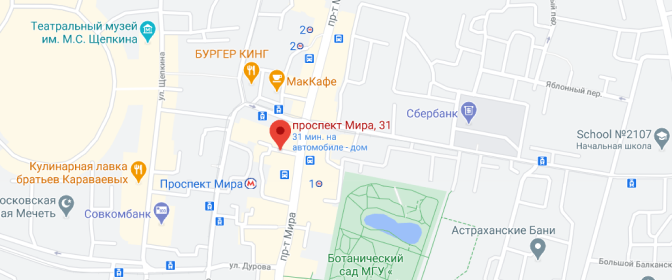 Театральный музей
им. М.С. Щепкина
ул. Щепкина
БУРГЕР КИНГ
МакКафе
пр-т Мира
2
2
Яблонный пер.
Сбербанк
School №2107
Начальная школа
проспект Мира, 31
31 мин. на
автомобиле - дом
Кулинарная лавка
братьев Караваевых
Проспект Мира
М
1
осковская
ая Мечеть
Совкомбанк
пр-т Мира
ул. Дурова
Ботанический
сад МГУ
Астраханские Бани
Большой Балканск